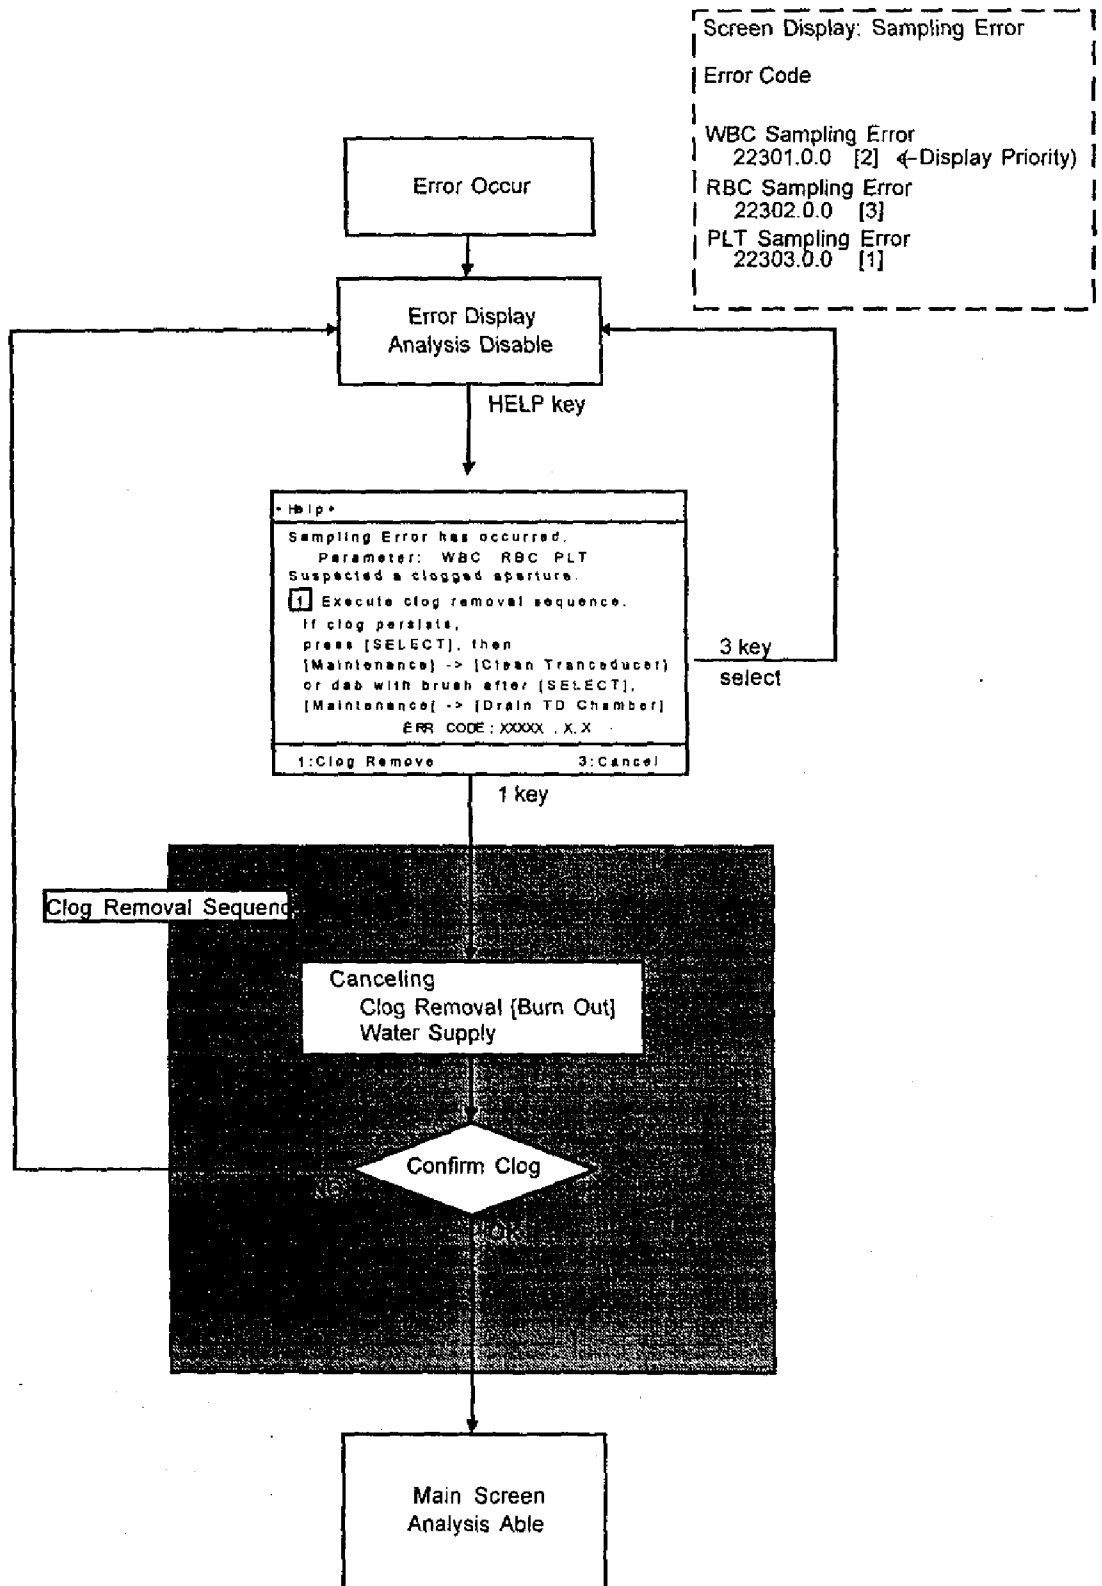 Screen Display: Sampling Error
Error Code
WBC Sampling Error
22301.0.0 [2] <-Display Priority)
RBC Sampling Error
22302.0.0 [3]
PLT Sampling Error
22303.0.0 [1]
Error Occur
Error Display
Analysis Disable
HELP key
Sampling Error has occurred.
Parameter: WBC RBC PLT
Suspected a clogged aperture.
1 Execute clog removal sequence.
If clog persists,
press [SELECT], then
[Maintenance] -> [Clean Tranceducer)
or dab with brush after [SELECT],
[Maintenance[ -> [Drain TD Chamber]
ERR CODE: XXXXX . X. X
1:Clog Remove 3:Cancel
3 key
select
1 key
Clog Removal Sequenc
Canceling
Clog Removal [Burn Out]
Water Supply
Confirm Clog
OK
Main Screen
Analysis Able